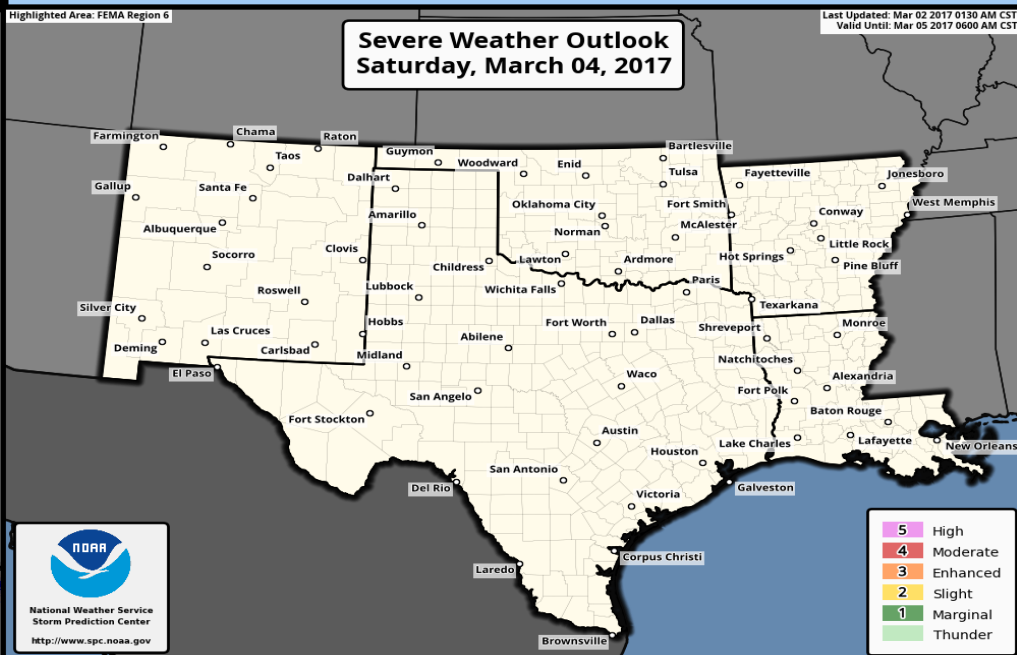 Highlighted Area: FEMA Region 6
Last Updated: Mar 02 2017 0130 AM CST
Valid Until: Mar 05 2017 0600 AM CST
Severe Weather Outlook
Saturday, March 04, 2017
Farmington
Chama
Raton
Taos
Guymon
Woodward
Enid
Bartlesville
Tulsa
Fayetteville
Jonesboro
Gallup
Santa Fe
Dalhart
Oklahoma City
Fort Smith
West Memphis
Albuquerque
Amarillo
Norman
McAlester
Conway
Socorro
Clovis
Childress
Lawton
Ardmore
Hot Springs
Little Rock
Pine Bluff
Roswell
Lubbock
Wichita Falls
Paris
Texarkana
Silver City
Las Cruces
Hobbs
Abilene
Fort Worth
Dallas
Shreveport
Monroe
Deming
Carlsbad
Midland
Natchitoches
El Paso
San Angelo
Waco
Fort Polk
Alexandria
Fort Stockton
Austin
Houston
Lake Charles
Baton Rouge
Lafayette
New Orleans
Del Rio
San Antonio
Victoria
Galveston
Laredo
Corpus Christi
Brownsville
NOAA
National Weather Service
Storm Prediction Center
http://www.spc.noaa.gov
5 High
4 Moderate
3 Enhanced
2 Slight
1 Marginal
Thunder